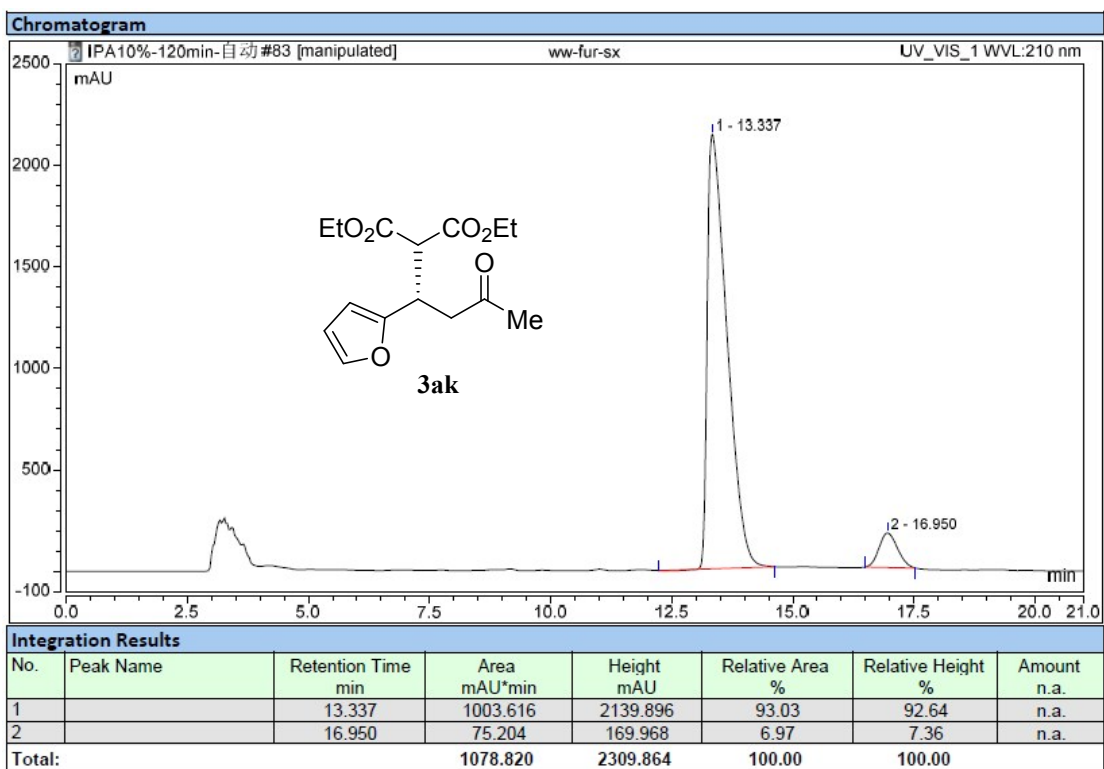 Chromatogram
IPA10%-120min-自动 #83 [manipulated] ww-fur-sx UV_VIS_1 WVL:210 nm
2500
mAU
1 - 13.337
2000
EtO2C CO2Et
1500
O
Me
O
1000
3ak
500
2 - 16.950
min
-100
0.0 2.5 5.0 7.5 10.0 12.5 15.0 17.5 20.0 21.0
Integration Results
No. Peak Name Retention Time Area Height Relative Area Relative Height Amount
min mAU*min mAU % % n.a.
1 13.337 1003.616 2139.896 93.03 92.64 n.a.
2 16.950 75.204 169.968 6.97 7.36 n.a.
Total: 1078.820 2309.864 100.00 100.00